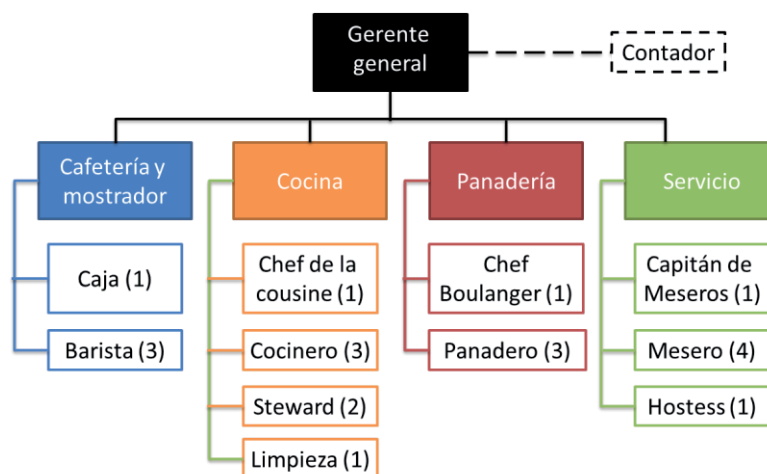 Gerente
general
Contador
Cafetería y
mostrador
Cocina
Panadería
Servicio
Caja (1)
Barista (3)
Chef de la
cousine (1)
Cocinero (3)
Steward (2)
Limpieza (1)
Chef
Boulanger (1)
Panadero (3)
Capitán de
Meseros (1)
Mesero (4)
Hostess (1)